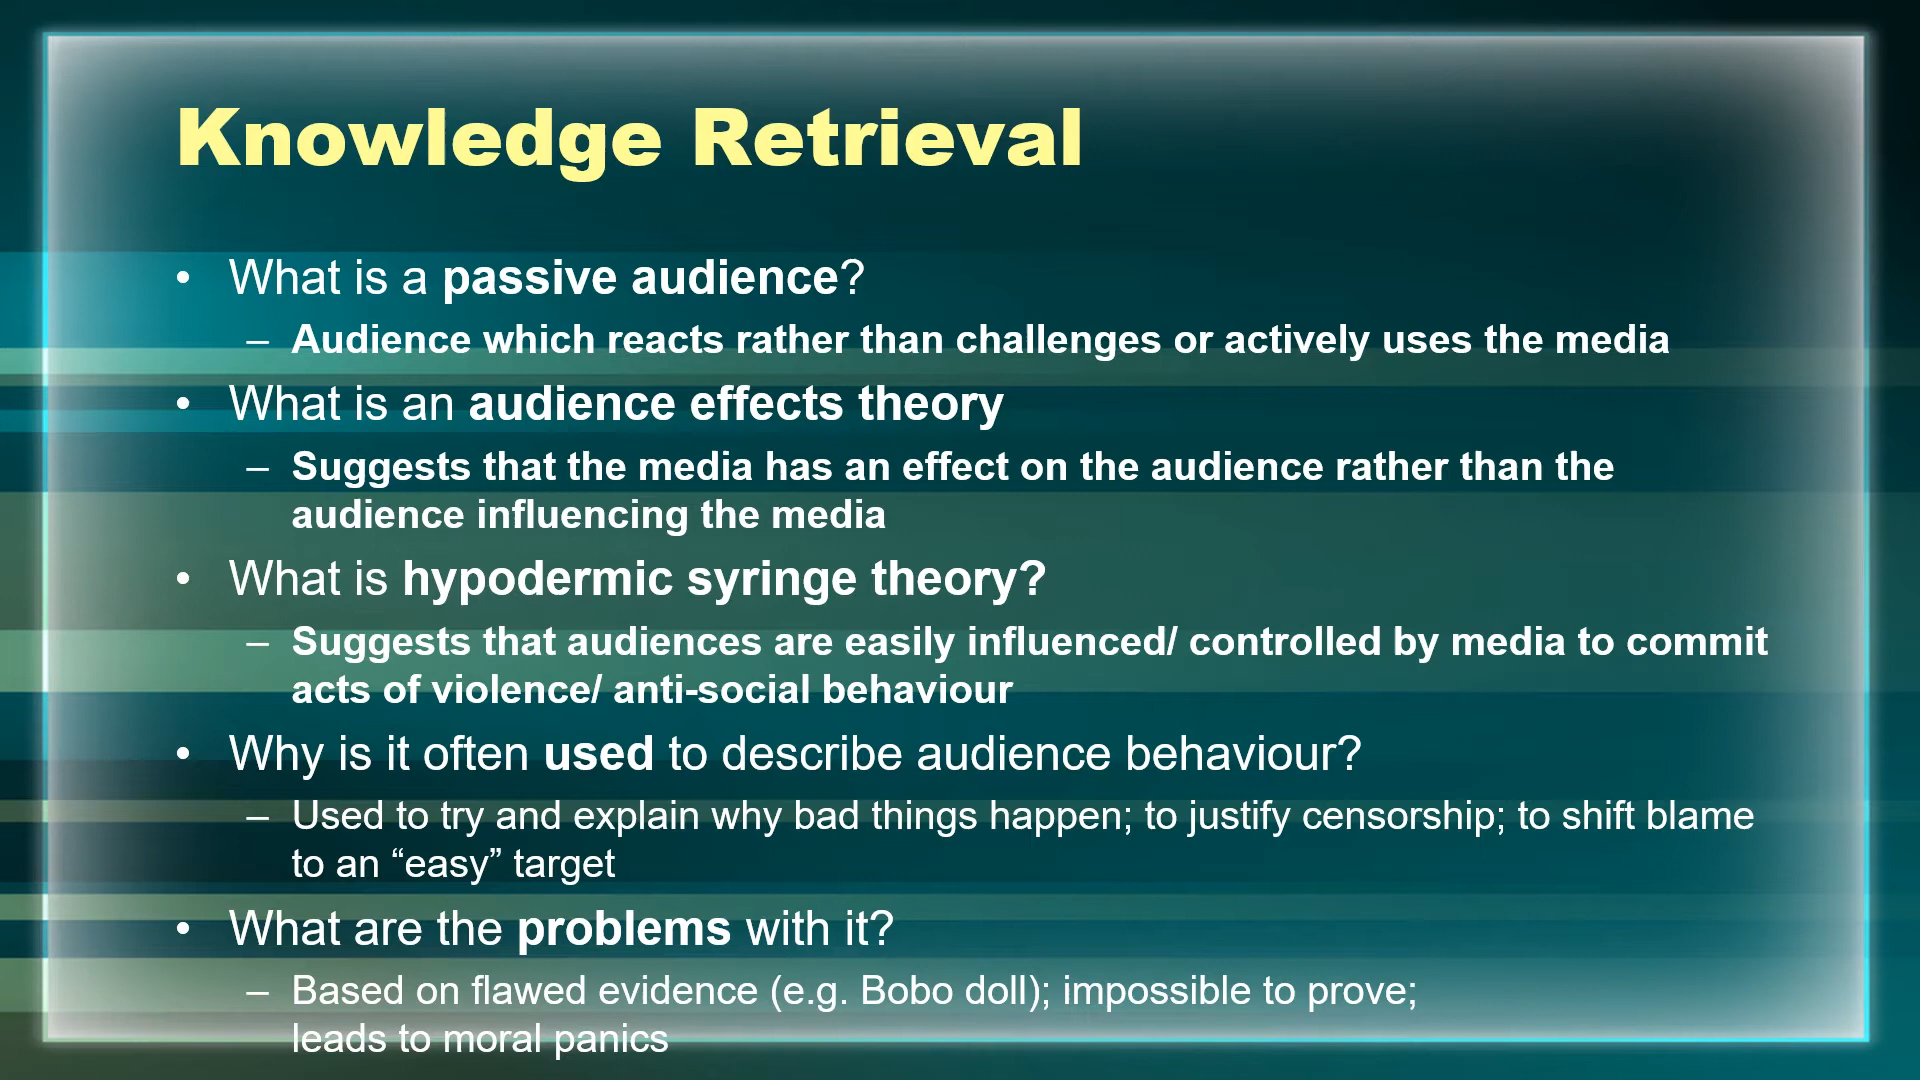 Knowledge Retrieval
• What is a passive audience?
– Audience which reacts rather than challenges or actively uses the media
• What is an audience effects theory
– Suggests that the media has an effect on the audience rather than the
audience influencing the media
• What is hypodermic syringe theory?
– Suggests that audiences are easily influenced/ controlled by media to commit
acts of violence/ anti-social behaviour
• Why is it often used to describe audience behaviour?
– Used to try and explain why bad things happen; to justify censorship; to shift blame
to an “easy” target
• What are the problems with it?
– Based on flawed evidence (e.g. Bobo doll); impossible to prove;
leads to moral panics